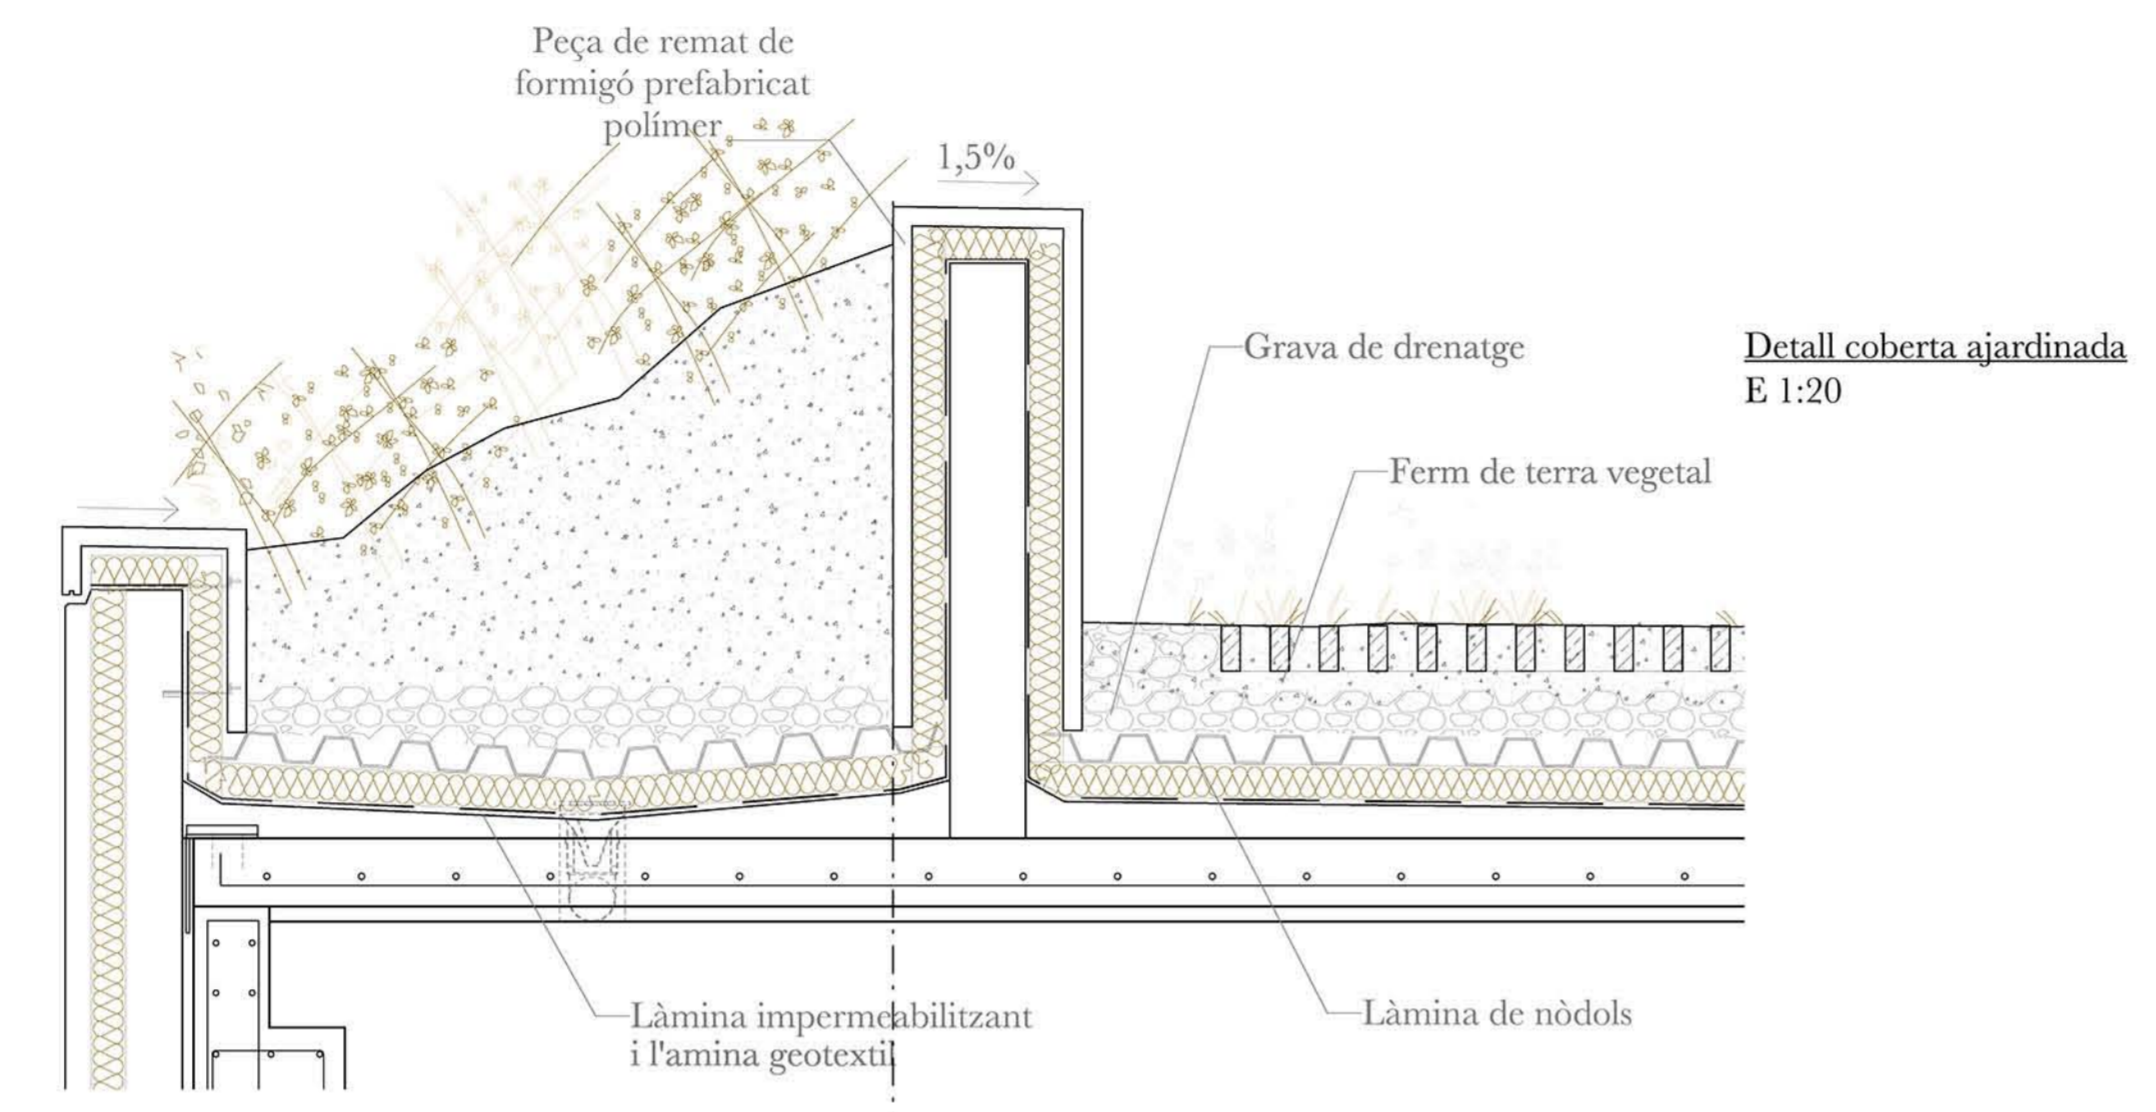 Peça de remat de
formigó prefabricat
polímer
1,5%
Grava de drenatge
Detall coberta ajardinada
E 1:20
Ferm de terra vegetal
Làmina impermeabilitzant
i l'amina geotextil
Làmina de nòdols